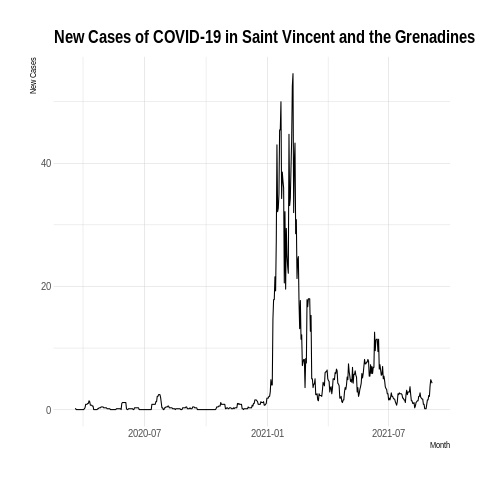 New Cases of COVID-19 in Saint Vincent and the Grenadines
New Cases
40
20
0
2020-07
2021-01
2021-07
Month